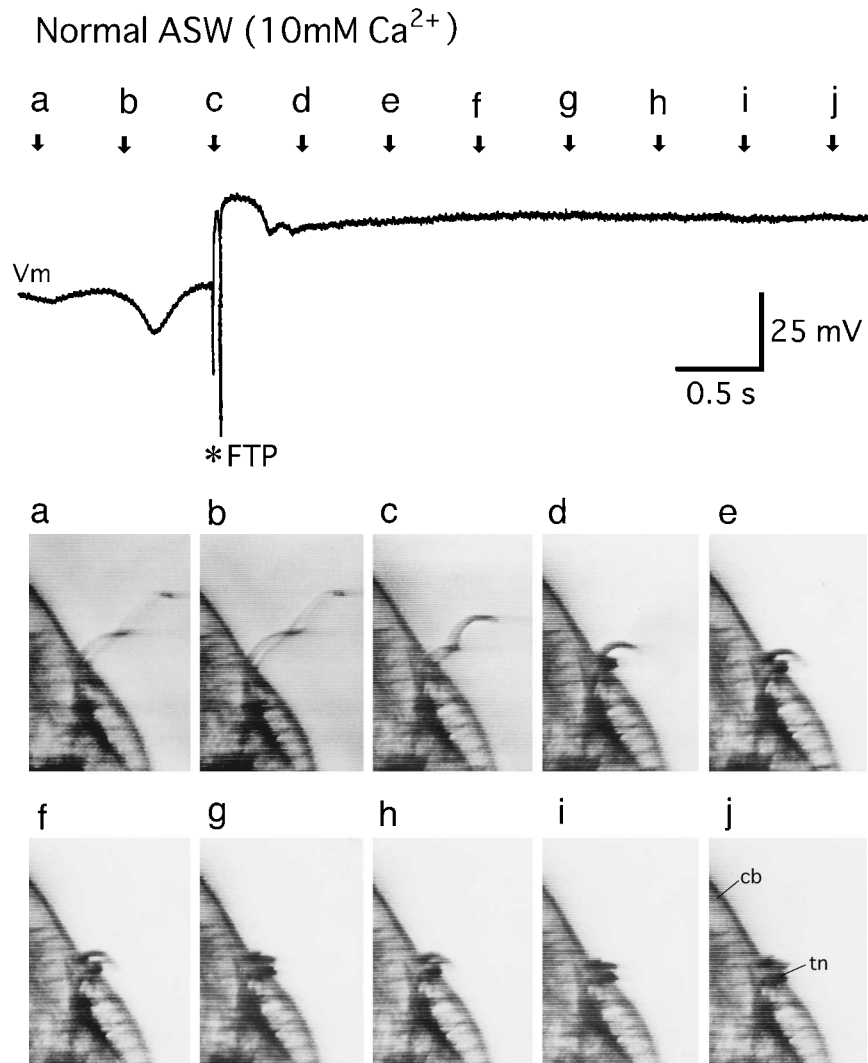 Normal ASW (10mM Ca²⁺)
a b c d e f g h i j
Vm
25 mV
0.5 s
*FTP
a b c d e
f g h i j
cb
tn